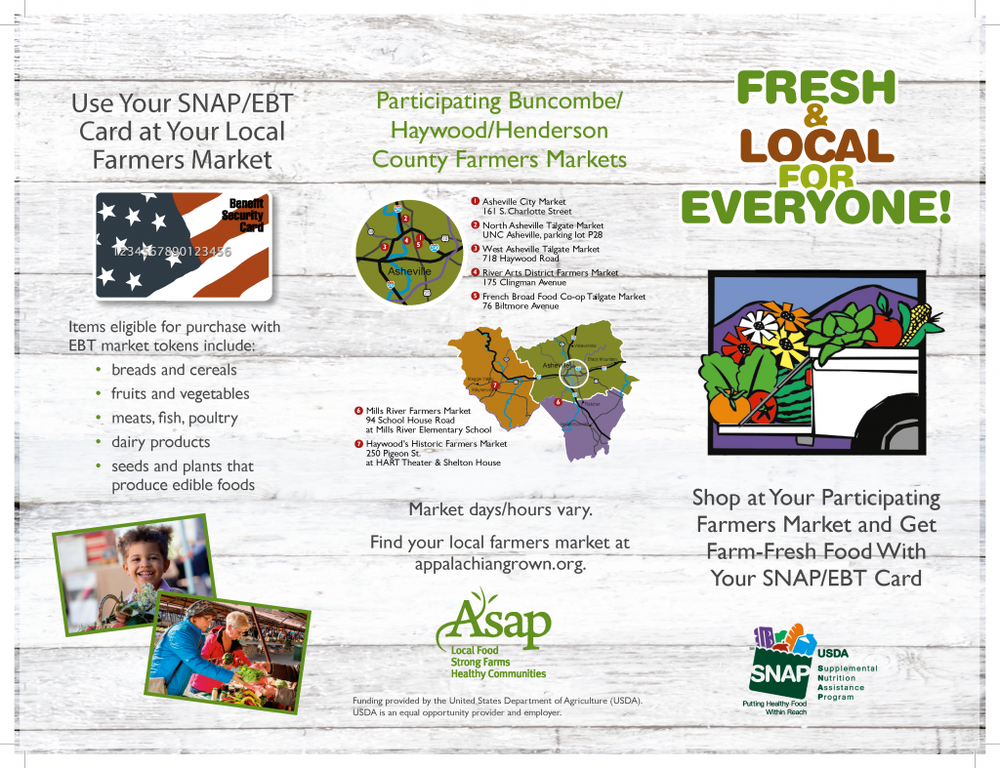 Use Your SNAP/EBT
Card at Your Local
Farmers Market
Benefit
Security
Card
1234567890123456
Items eligible for purchase with
EBT market tokens include:
• breads and cereals
• fruits and vegetables
• meats, fish, poultry
• dairy products
• seeds and plants that
produce edible foods
Participating Buncombe/
Haywood/Henderson
County Farmers Markets
Asheville
1 Asheville City Market
161 S. Charlotte Street
2 North Asheville Tailgate Market
UNC Asheville, parking lot P28
3 West Asheville Tailgate Market
718 Haywood Road
4 River Arts District Farmers Market
175 Clingman Avenue
5 French Broad Food Co-op Tailgate Market
76 Biltmore Avenue
Weaverville
Black Mountain
Asheville
Maggie Valley
Waynesville
Fletcher
6 Mills River Farmers Market
94 School House Road
at Mills River Elementary School
7 Haywood's Historic Farmers Market
250 Pigeon St.
at HART Theater & Shelton House
Market days/hours vary.
Find your local farmers market at
appalachiangrown.org.
Asap
Local Food
Strong Farms
Healthy Communities
Funding provided by the United States Department of Agriculture (USDA).
USDA is an equal opportunity provider and employer.
FRESH
&
LOCAL
FOR
EVERYONE!
Shop at Your Participating
Farmers Market and Get
Farm-Fresh Food With
Your SNAP/EBT Card
SNAP
Putting Healthy Food
Within Reach
USDA
Supplemental
Nutrition
Assistance
Program